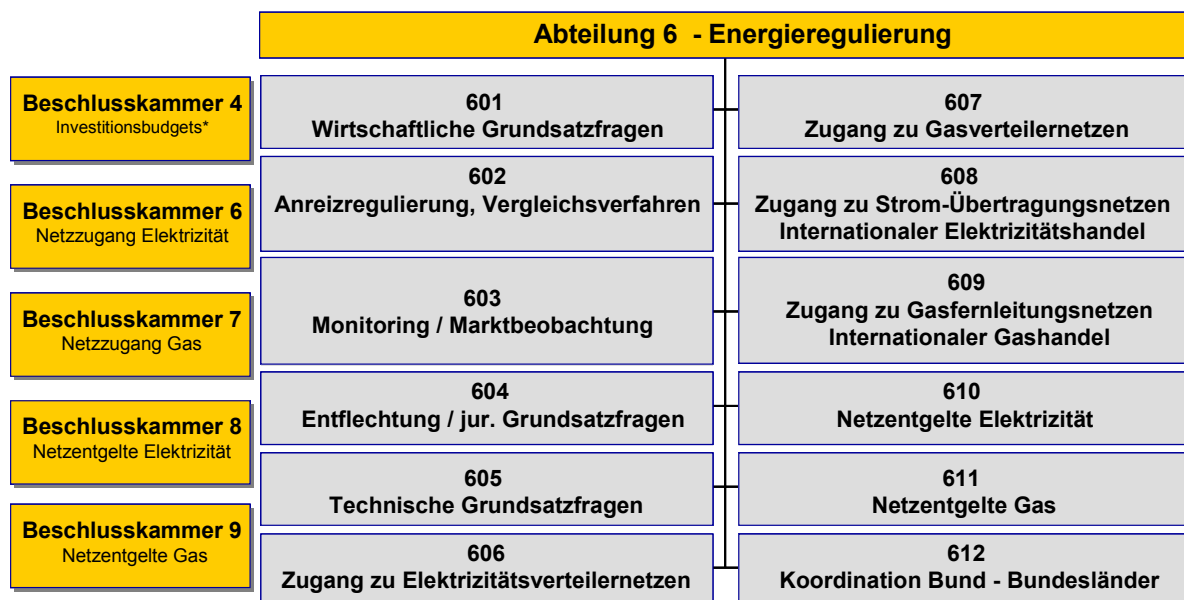 Abteilung 6 - Energieregulierung
Beschlusskammer 4
Investitionsbudgets*
Beschlusskammer 6
Netzzugang Elektrizität
Beschlusskammer 7
Netzzugang Gas
Beschlusskammer 8
Netzentgelte Elektrizität
Beschlusskammer 9
Netzentgelte Gas
601
Wirtschaftliche Grundsatzfragen
602
Anreizregulierung, Vergleichsverfahren
603
Monitoring / Marktbeobachtung
604
Entflechtung / jur. Grundsatzfragen
605
Technische Grundsatzfragen
606
Zugang zu Elektrizitätsverteilernetzen
607
Zugang zu Gasverteilernetzen
608
Zugang zu Strom-Übertragungsnetzen
Internationaler Elektrizitätshandel
609
Zugang zu Gasfernleitungsnetzen
Internationaler Gashandel
610
Netzentgelte Elektrizität
611
Netzentgelte Gas
612
Koordination Bund - Bundesländer